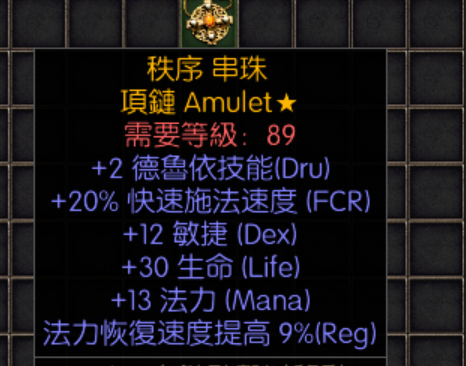 秩序 串珠
項鏈 Amulet★
需要等級: 89
+2 德魯依技能(Dru)
+20% 快速施法速度 (FCR)
+12 敏捷 (Dex)
+30 生命 (Life)
+13 法力 (Mana)
法力恢復速度提高 9%(Reg)